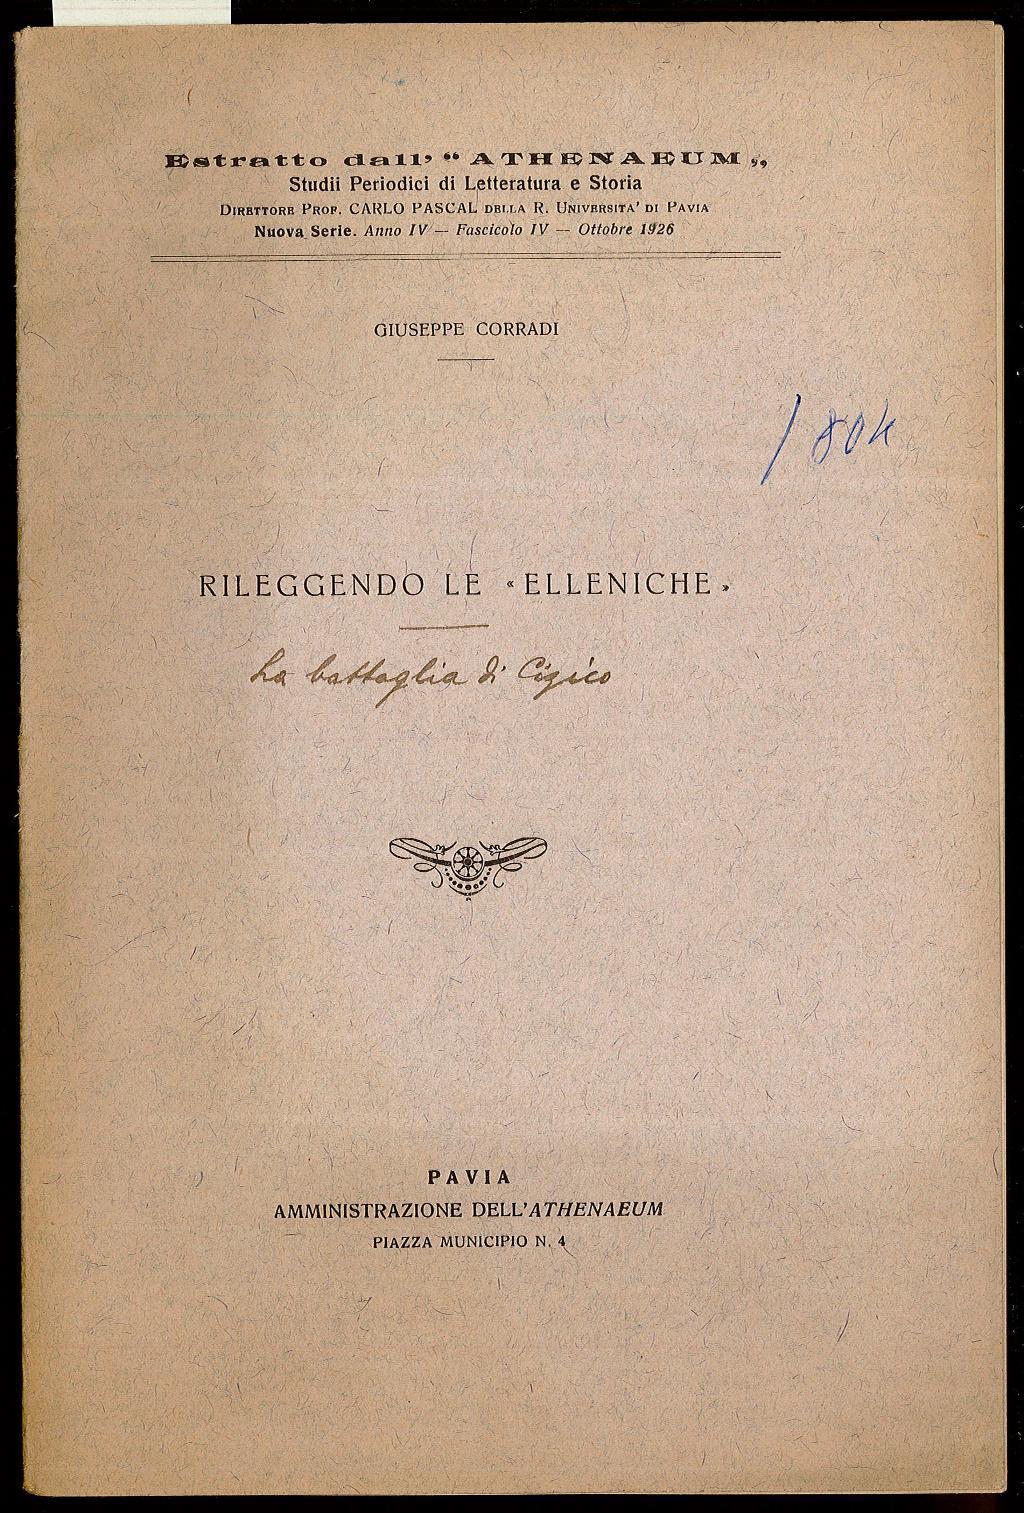 Estratto dall' “ ATHENAEUM „
Studii Periodici di Letteratura e Storia
DIRETTORE PROF. CARLO PASCAL DELLA R. UNIVERSITA' DI PAVIA
Nuova Serie. Anno IV — Fascicolo IV — Ottobre 1926
GIUSEPPE CORRADI
/ 804
RILEGGENDO LE « ELLENICHE »
La battaglia di Cizico
PAVIA
AMMINISTRAZIONE DELL'ATHENAEUM
PIAZZA MUNICIPIO N. 4